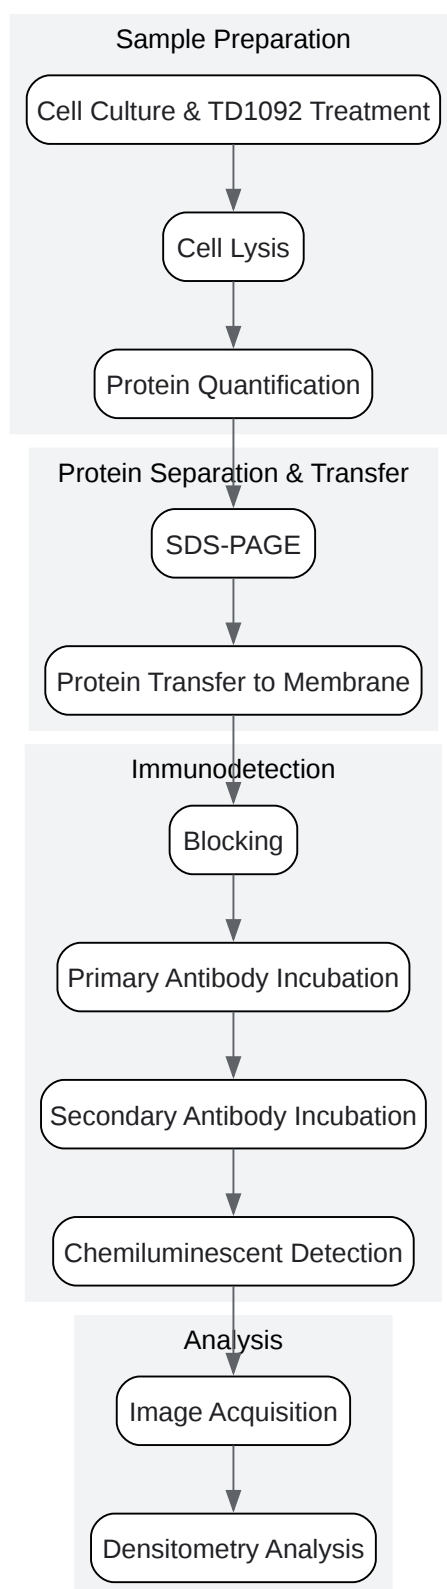 Sample Preparation
Cell Culture & TD1092 Treatment
Cell Lysis
Protein Quantification
Protein Separation & Transfer
SDS-PAGE
Protein Transfer to Membrane
Immunodetection
Blocking
Primary Antibody Incubation
Secondary Antibody Incubation
Chemiluminescent Detection
Analysis
Image Acquisition
Densitometry Analysis